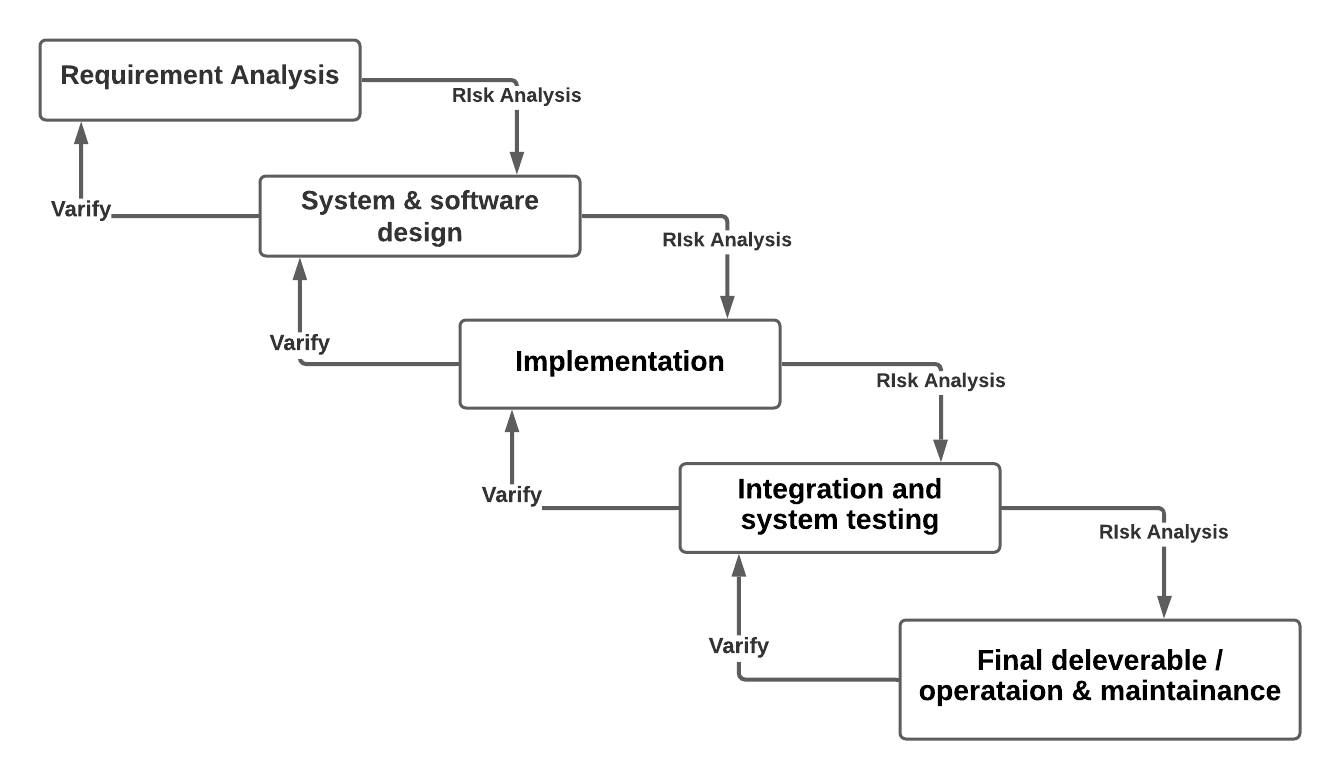 Requirement Analysis
RIsk Analysis
Varify
System & software
design
RIsk Analysis
Varify
Implementation
RIsk Analysis
Varify
Integration and
system testing
RIsk Analysis
Varify
Final deleverable /
operataion & maintainance